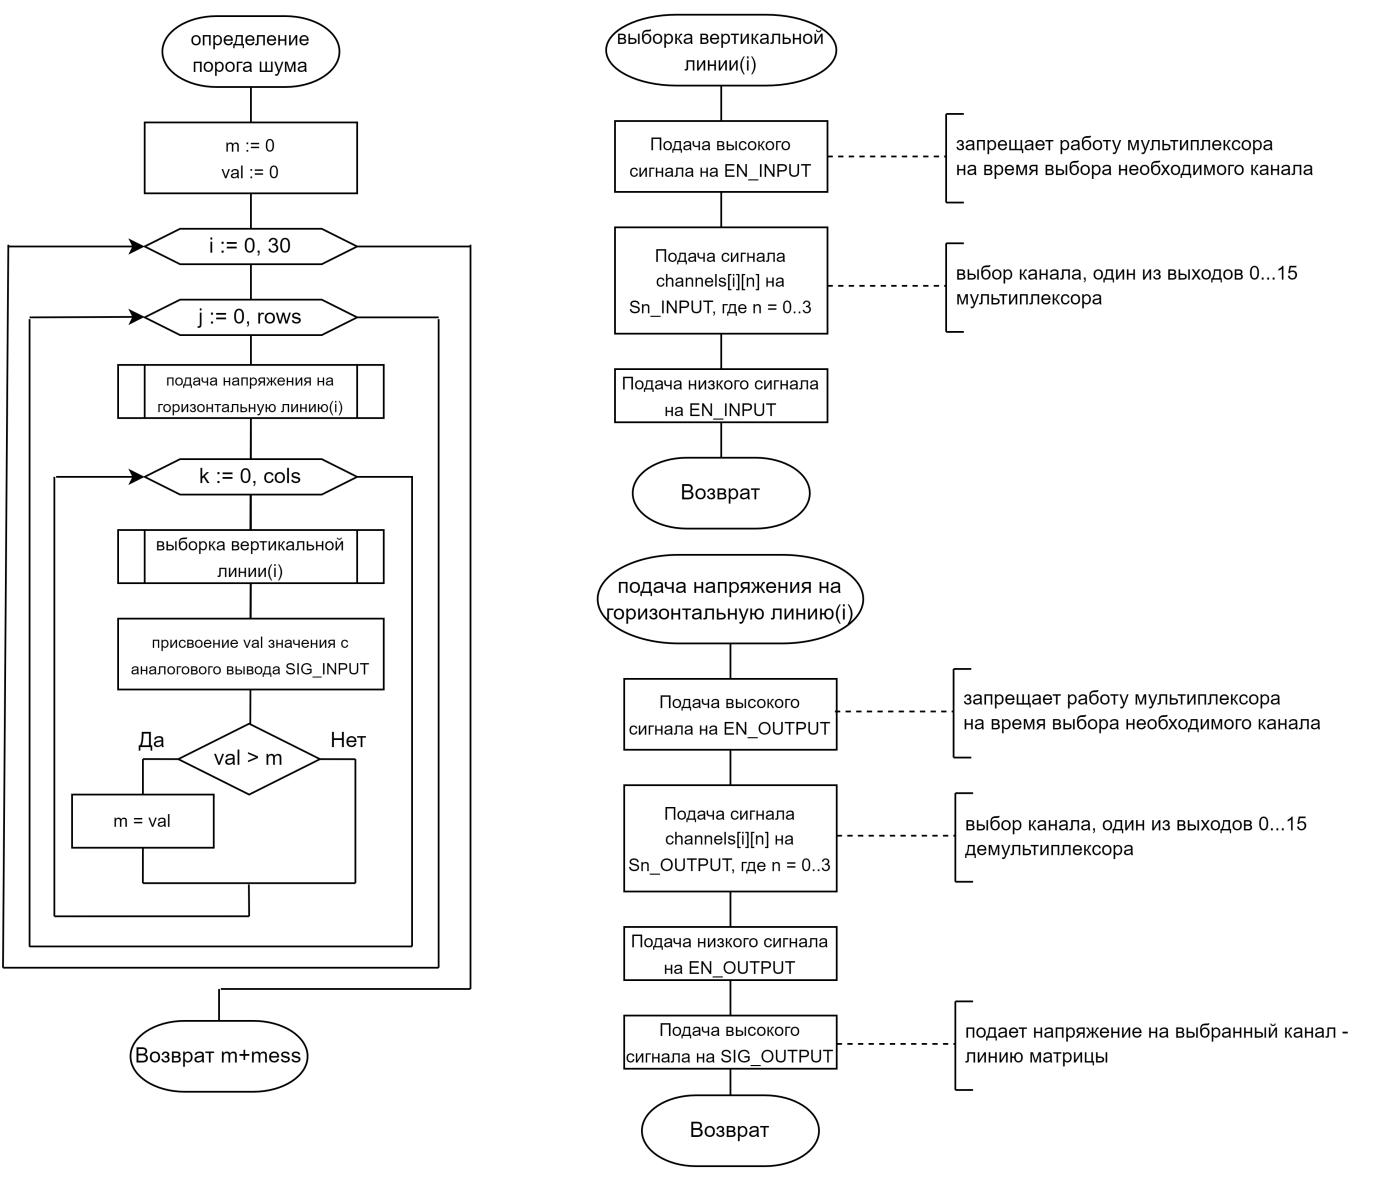 определение
порога шума
m := 0
val := 0
i := 0, 30
j := 0, rows
подача напряжения на
горизонтальную линию(i)
k := 0, cols
выборка вертикальной
линии(i)
присвоение val значения с
аналогового вывода SIG_INPUT
Да
Нет
val > m
m = val
Возврат m+mess
выборка вертикальной
линии(i)
Подача высокого
сигнала на EN_INPUT
запрещает работу мультиплексора
на время выбора необходимого канала
Подача сигнала
channels[i][n] на
Sn_INPUT, где n = 0..3
выбор канала, один из выходов 0...15
мультиплексора
Подача низкого сигнала
на EN_INPUT
Возврат
подача напряжения на
горизонтальную линию(i)
Подача высокого
сигнала на EN_OUTPUT
запрещает работу мультиплексора
на время выбора необходимого канала
Подача сигнала
channels[i][n] на
Sn_OUTPUT, где n = 0..3
выбор канала, один из выходов 0...15
демультиплексора
Подача низкого сигнала
на EN_OUTPUT
Подача высокого
сигнала на SIG_OUTPUT
подает напряжение на выбранный канал -
линию матрицы
Возврат